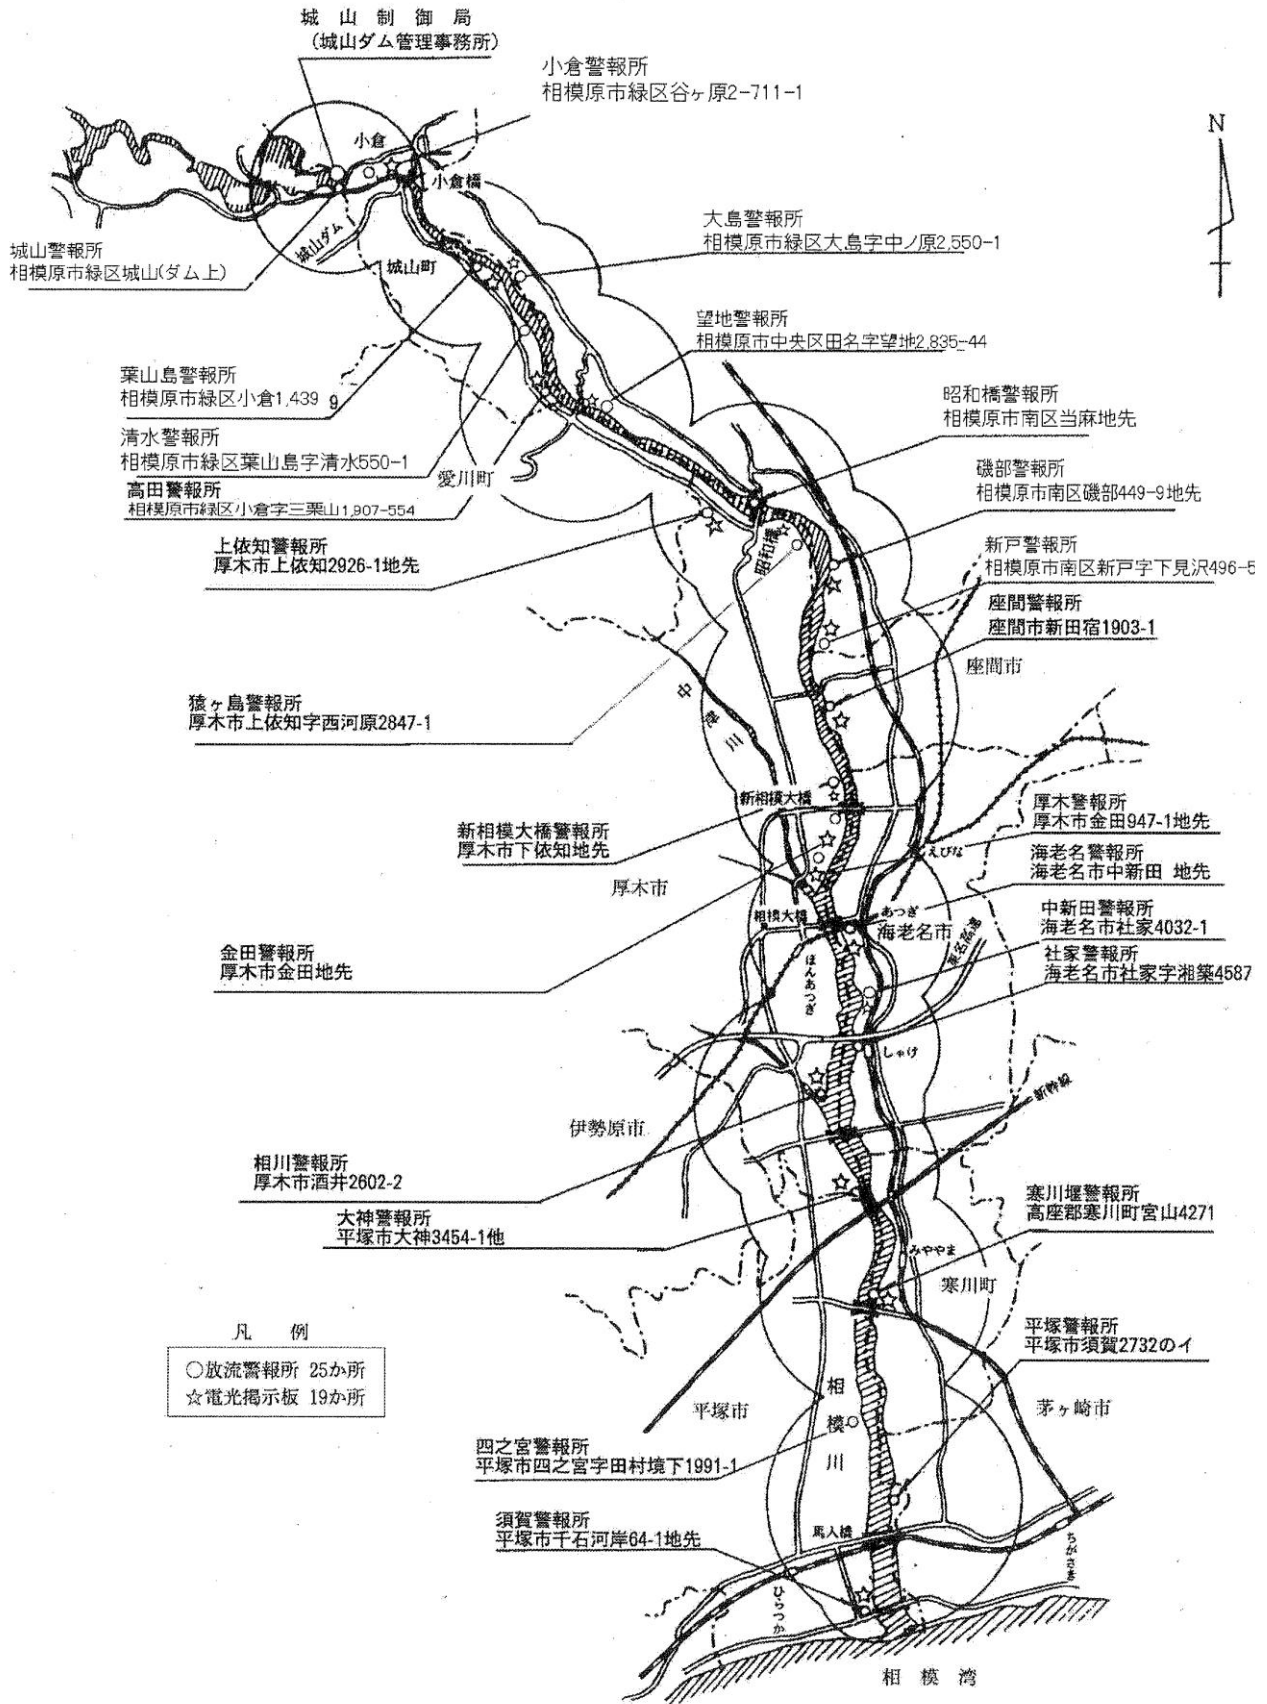 城山制御局
(城山ダム管理事務所)
小倉警報所
相模原市緑区谷ヶ原2-711-1
N
小倉
小倉橋
大島警報所
相模原市緑区大島字中ノ原2,550-1
城山警報所
相模原市緑区城山(ダム上)
城山ダム
城山町
望地警報所
相模原市中央区田名字望地2,835-44
葉山島警報所
相模原市緑区小倉1,439 9
昭和橋警報所
相模原市南区当麻地先
清水警報所
相模原市緑区葉山島字清水550-1
愛川町
磯部警報所
相模原市南区磯部449-9地先
高田警報所
相模原市緑区小倉字三栗山1,907-554
上依知警報所
厚木市上依知2926-1地先
昭和橋
新戸警報所
相模原市南区新戸字下見沢496-5
座間警報所
座間市新田宿1903-1
座間市
猿ヶ島警報所
厚木市上依知字西河原2847-1
中津川
新相模大橋
厚木警報所
厚木市金田947-1地先
新相模大橋警報所
厚木市下依知地先
えびな
海老名警報所
海老名市中新田 地先
厚木市
相模大橋
あつぎ
海老名市
中新田警報所
海老名市社家4032-1
東名高速
金田警報所
厚木市金田地先
ほんあつぎ
社家警報所
海老名市社家字湘築4587
しゃけ
新幹線
伊勢原市
相川警報所
厚木市酒井2602-2
寒川堰警報所
高座郡寒川町宮山4271
大神警報所
平塚市大神3454-1他
みややま
寒川町
凡例
○放流警報所 25か所
☆電光掲示板 19か所
平塚警報所
平塚市須賀2732のイ
平塚市
相模川
茅ヶ崎市
四之宮警報所
平塚市四之宮字田村境下1991-1
須賀警報所
平塚市千石河岸64-1地先
馬入橋
ちがさき
ひらつか
相模湾